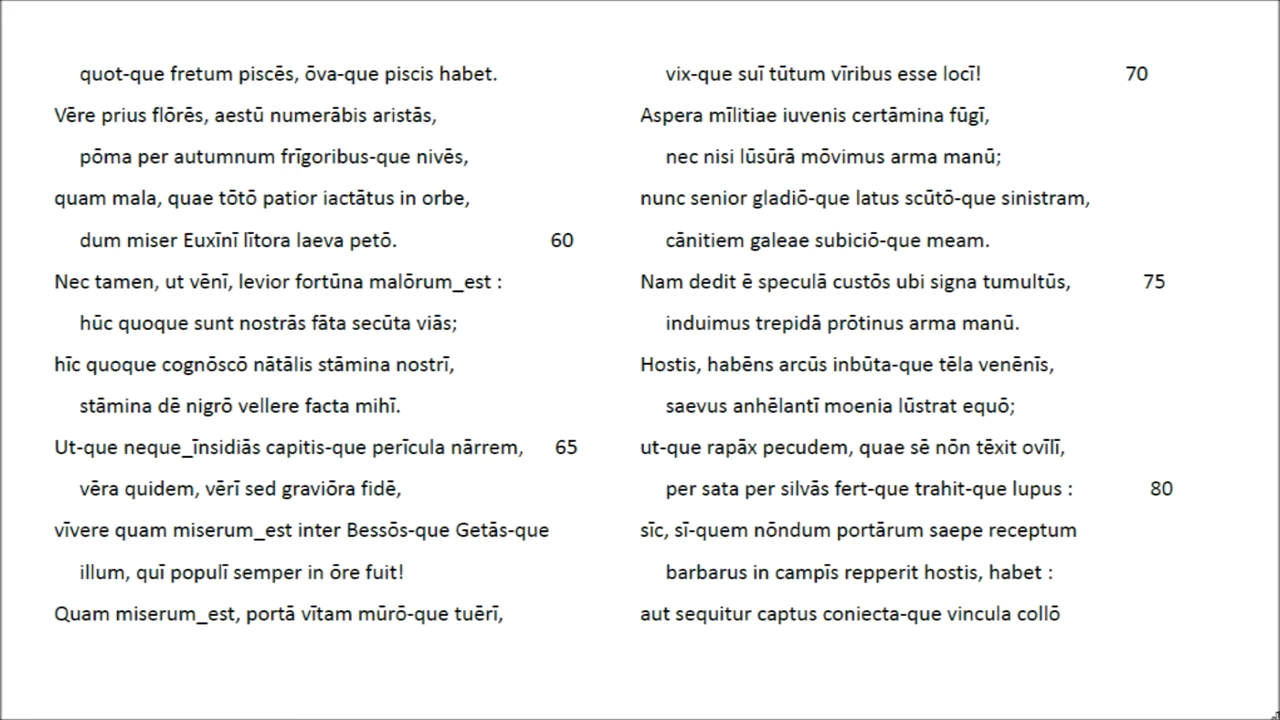 quot-que fretum piscēs, ōva-que piscis habet.
Vēre prius flōrēs, aestū numerābis aristās,
pōma per autumnum frīgoribus-que nivēs,
quam mala, quae tōtō patior iactātus in orbe,
dum miser Euxīnī lītora laeva petō. 60
Nec tamen, ut vēnī, levior fortūna malōrum_est :
hūc quoque sunt nostrās fāta secūta viās;
hīc quoque cognōscō nātālis stāmina nostrī,
stāmina dē nigrō vellere facta mihī.
Ut-que neque_īnsidiās capitis-que perīcula nārrem, 65
vēra quidem, vērī sed graviōra fidē,
vīvere quam miserum_est inter Bessōs-que Getās-que
illum, quī populī semper in ōre fuit!
Quam miserum_est, portā vītam mūrō-que tuērī,
vix-que suī tūtum vīribus esse locī! 70
Aspera mīlitiae iuvenis certāmina fūgī,
nec nisi lūsūrā mōvimus arma manū;
nunc senior gladiō-que latus scūtō-que sinistram,
cānitiem galeae subiciō-que meam.
Nam dedit ē speculā custōs ubi signa tumultūs, 75
induimus trepidā prōtinus arma manū.
Hostis, habēns arcūs inbūta-que tēla venēnīs,
saevus anhēlantī moenia lūstrat equō;
ut-que rapāx pecudem, quae sē nōn tēxit ovīlī,
per sata per silvās fert-que trahit-que lupus : 80
sīc, sī-quem nōndum portārum saepe receptum
barbarus in campīs repperit hostis, habet :
aut sequitur captus coniecta-que vincula collō